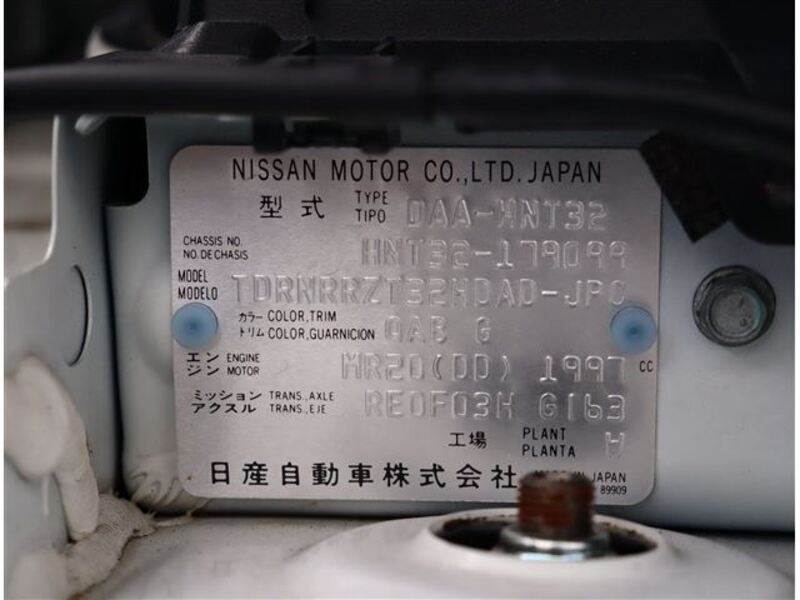 NISSAN MOTOR CO.,LTD. JAPAN
型式 TYPE TIPO DAA-HNT32
CHASSIS NO. NO. DE CHASIS HNT32-179099
MODEL MODELO TDRNRRZT32HDAD-JPC
カラー COLOR,TRIM
トリム COLOR,GUARNICION QAB G
エンジン ENGINE MOTOR MR20(DD) 1997 CC
ミッション TRANS.,AXLE
アクスル TRANS.,EJE RE0F03H G163
工場 PLANT PLANTA
日産自動車株式会社 JAPAN
89909